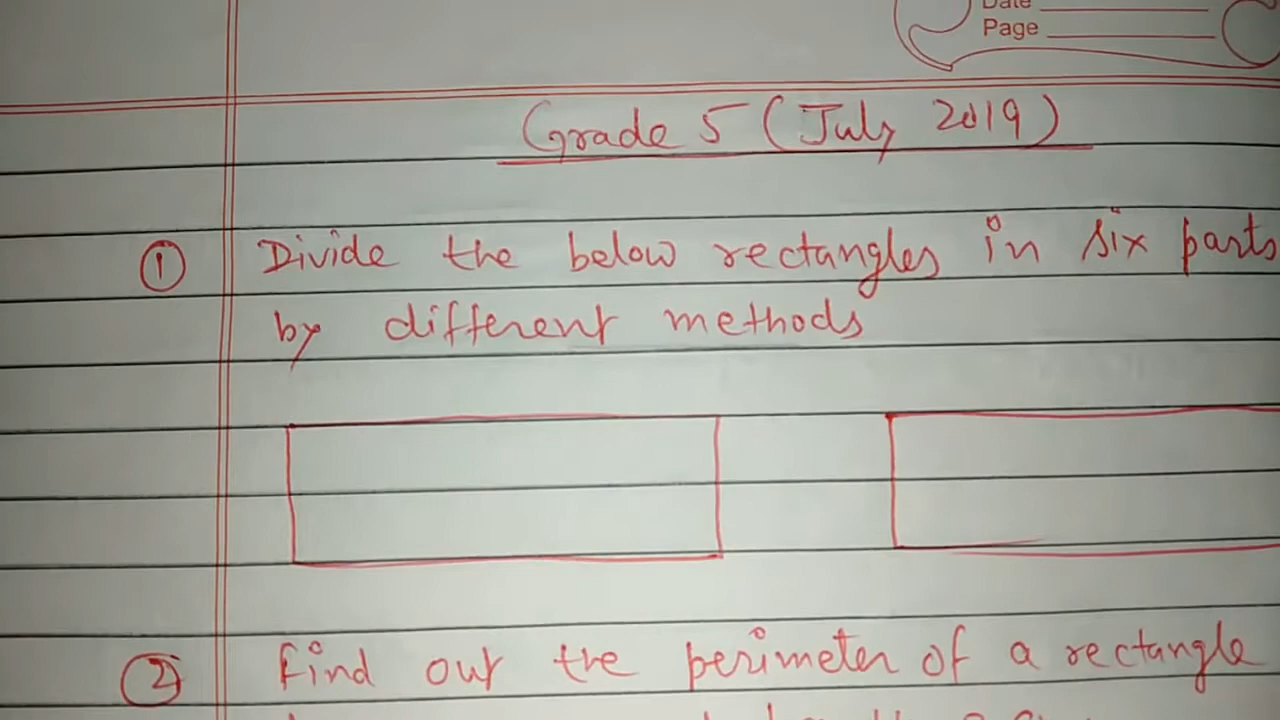 Date
Page
Grade 5 (July 2019)
① Divide the below rectangles in six parts
by different methods
② Find out the perimeter of a rectangle